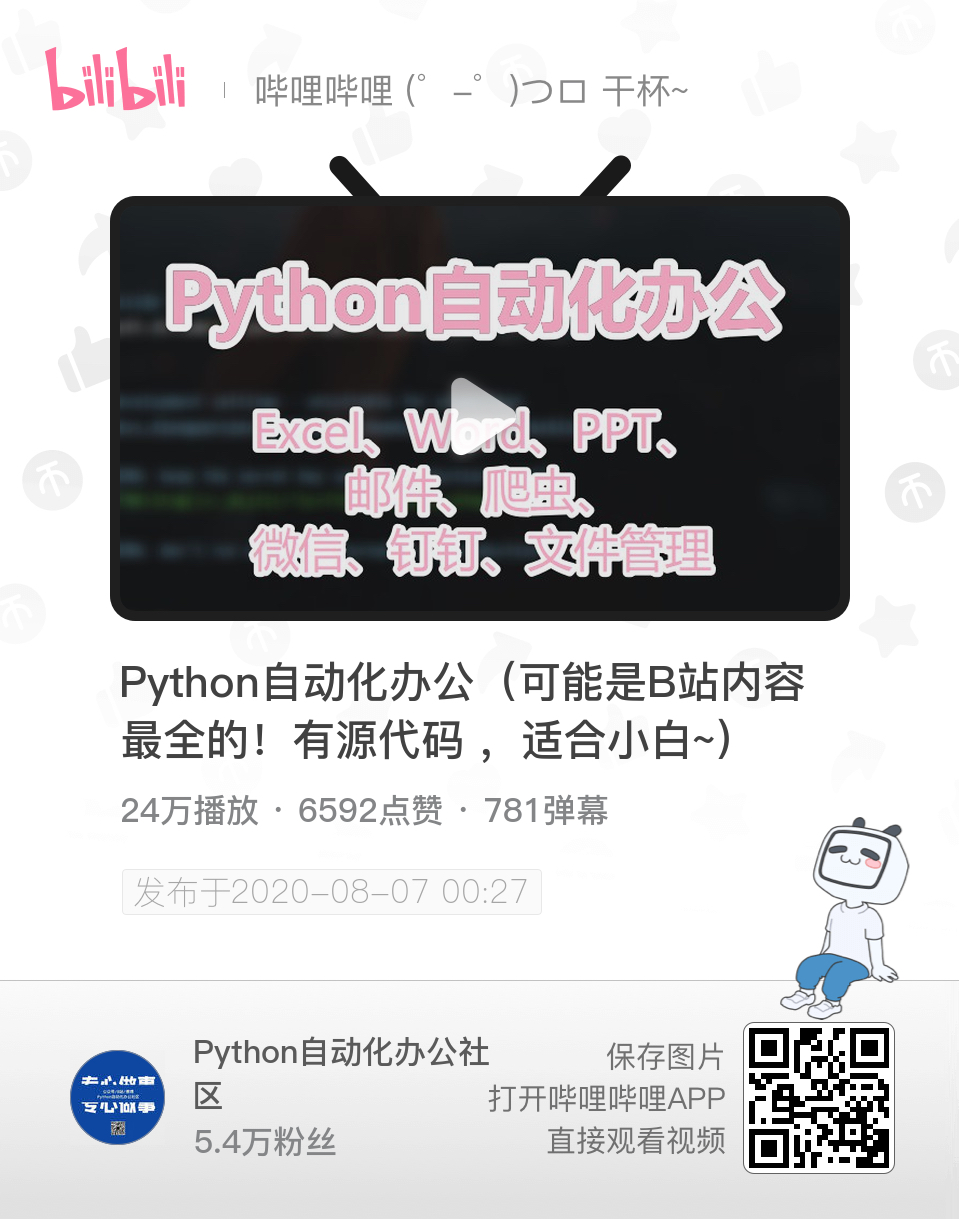 bilibili
哔哩哔哩 (゜-゜)つロ 干杯~
Python自动化办公
Excel、Word、PPT、
邮件、爬虫、
微信、钉钉、文件管理
Python自动化办公（可能是B站内容
最全的！有源代码 ，适合小白~）
24万播放 · 6592点赞 · 781弹幕
发布于2020-08-07 00:27
Python自动化办公社
区
5.4万粉丝
保存图片
打开哔哩哔哩APP
直接观看视频